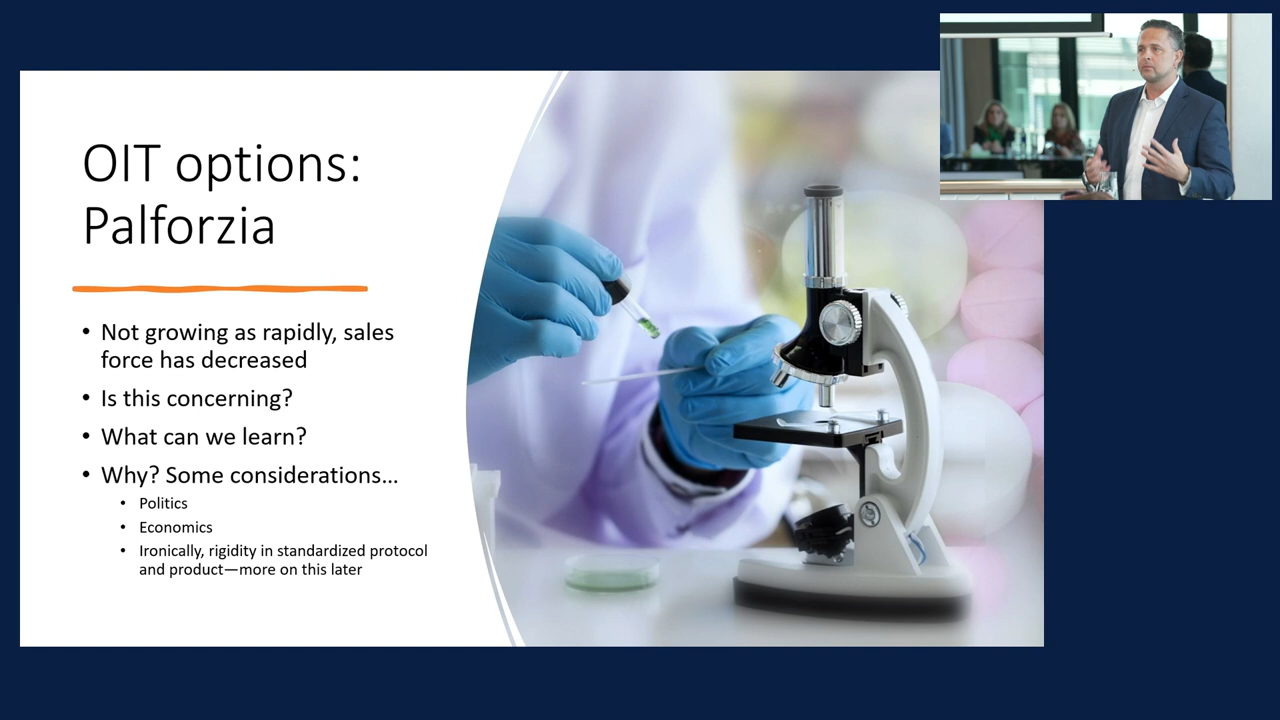 OIT options:
Palforzia
• Not growing as rapidly, sales
force has decreased
• Is this concerning?
• What can we learn?
• Why? Some considerations...
• Politics
• Economics
• Ironically, rigidity in standardized protocol
and product—more on this later